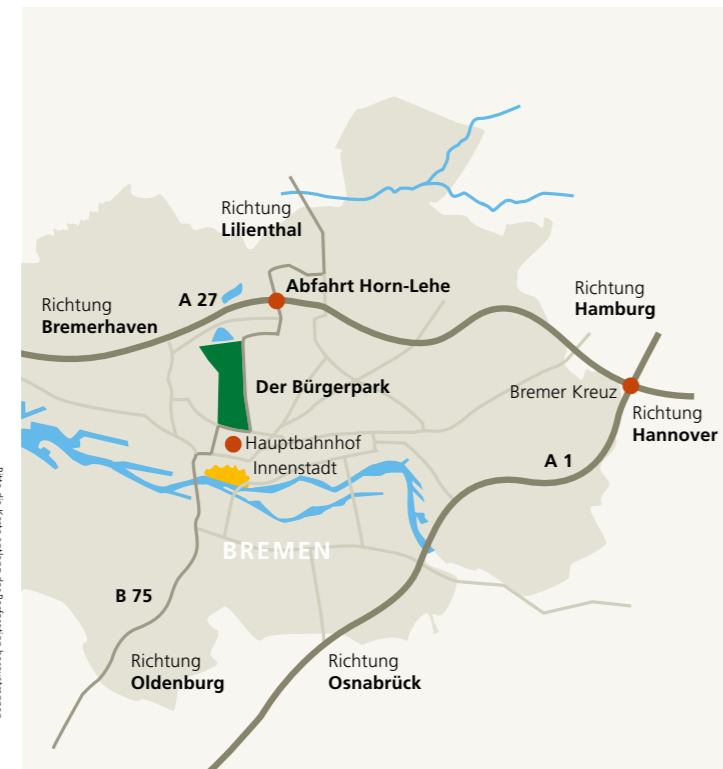 Richtung
Lilienthal
Abfahrt Horn-Lehe
A 27
Richtung
Bremerhaven
Richtung
Hamburg
Der Bürgerpark
Bremer Kreuz
Richtung
Hannover
Hauptbahnhof
Innenstadt
A 1
BREMEN
B 75
Richtung
Oldenburg
Richtung
Osnabrück